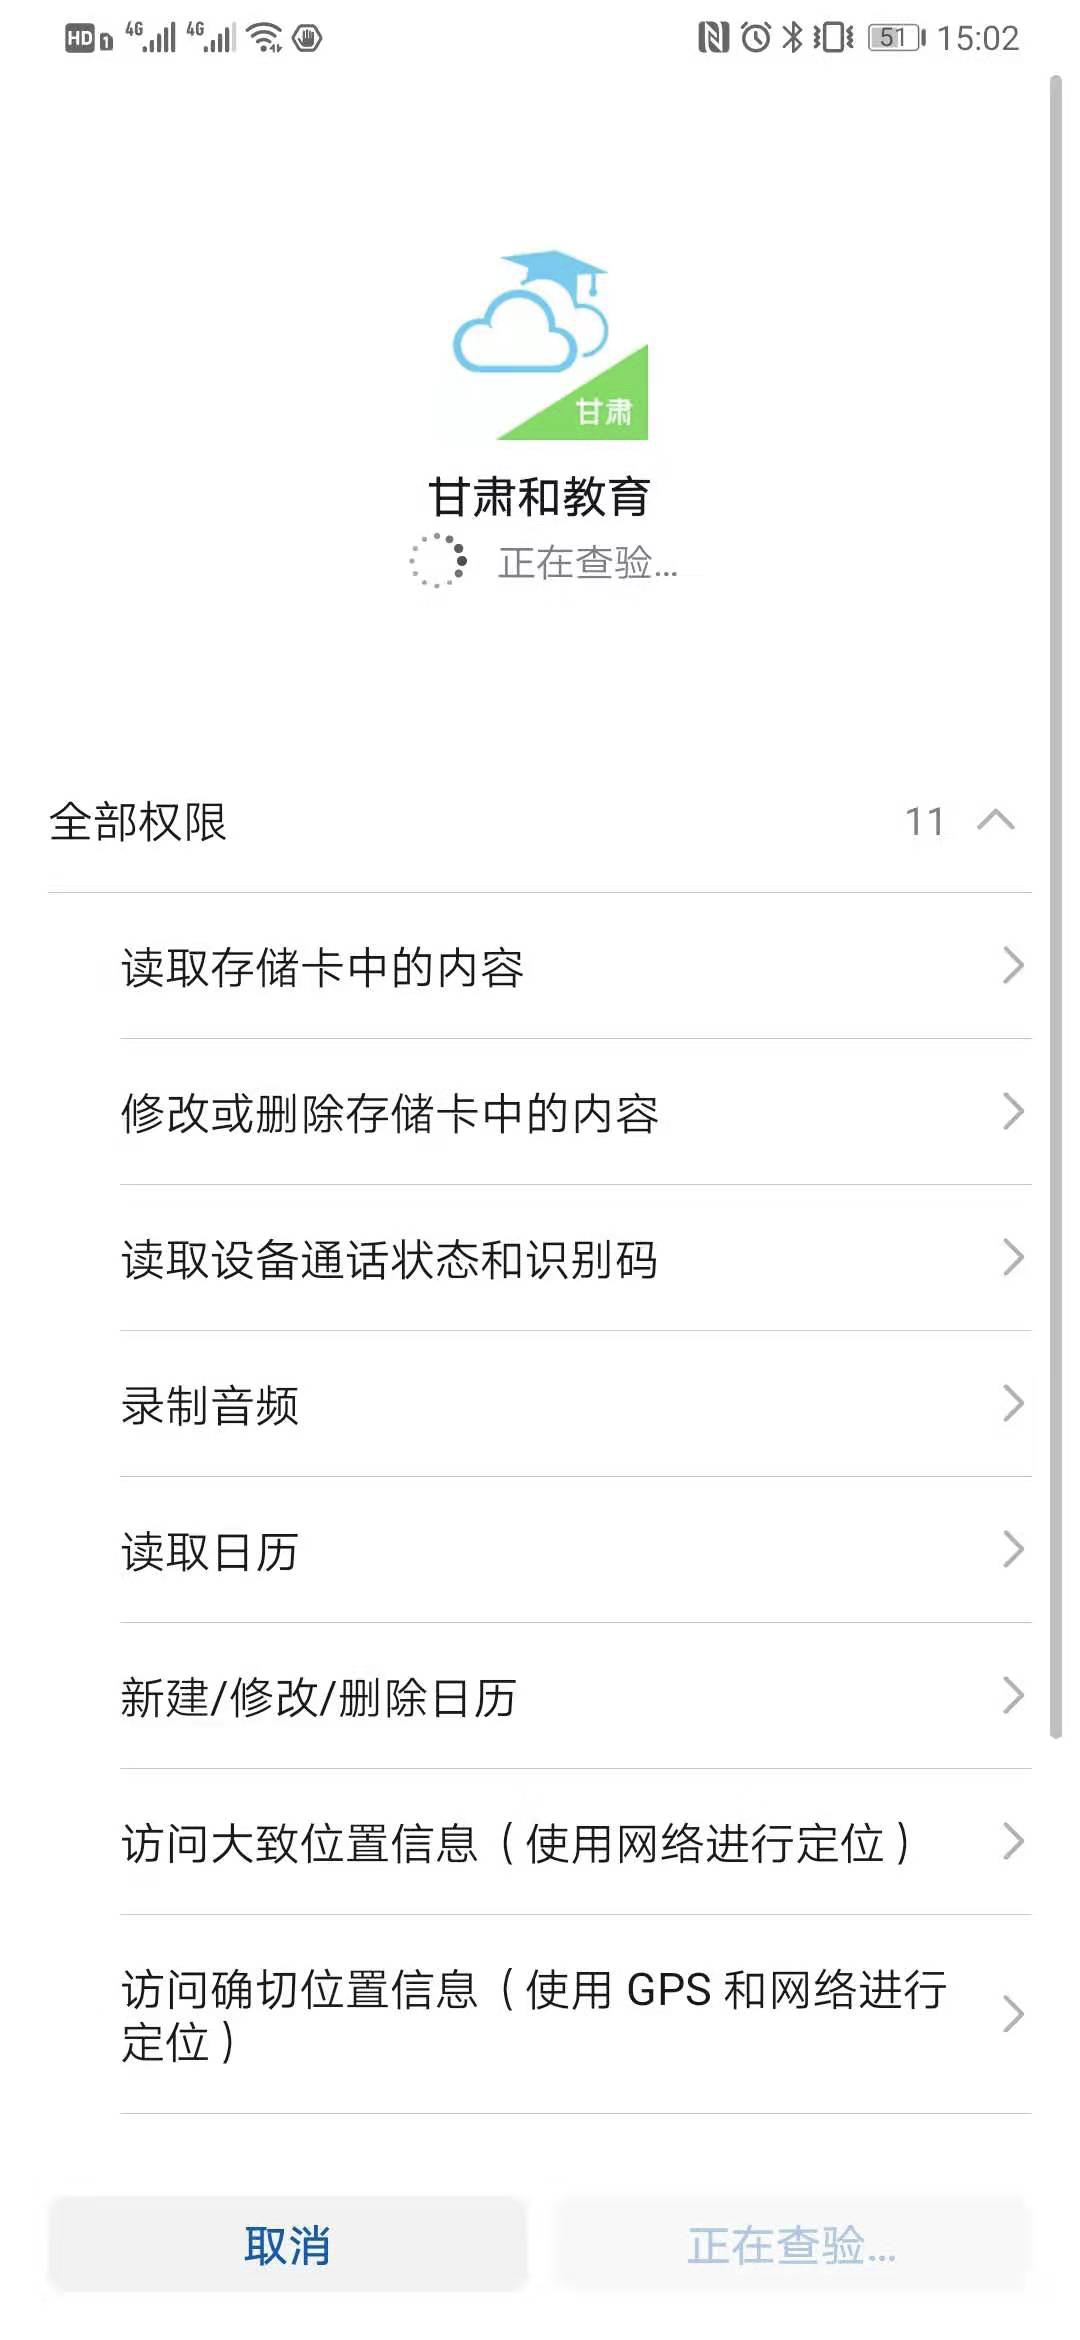 HD 1 4G 4G 51 15:02
甘肃
甘肃和教育
正在查验...
全部权限 11
读取存储卡中的内容
修改或删除存储卡中的内容
读取设备通话状态和识别码
录制音频
读取日历
新建/修改/删除日历
访问大致位置信息（使用网络进行定位）
访问确切位置信息（使用 GPS 和网络进行
定位）
取消 正在查验...